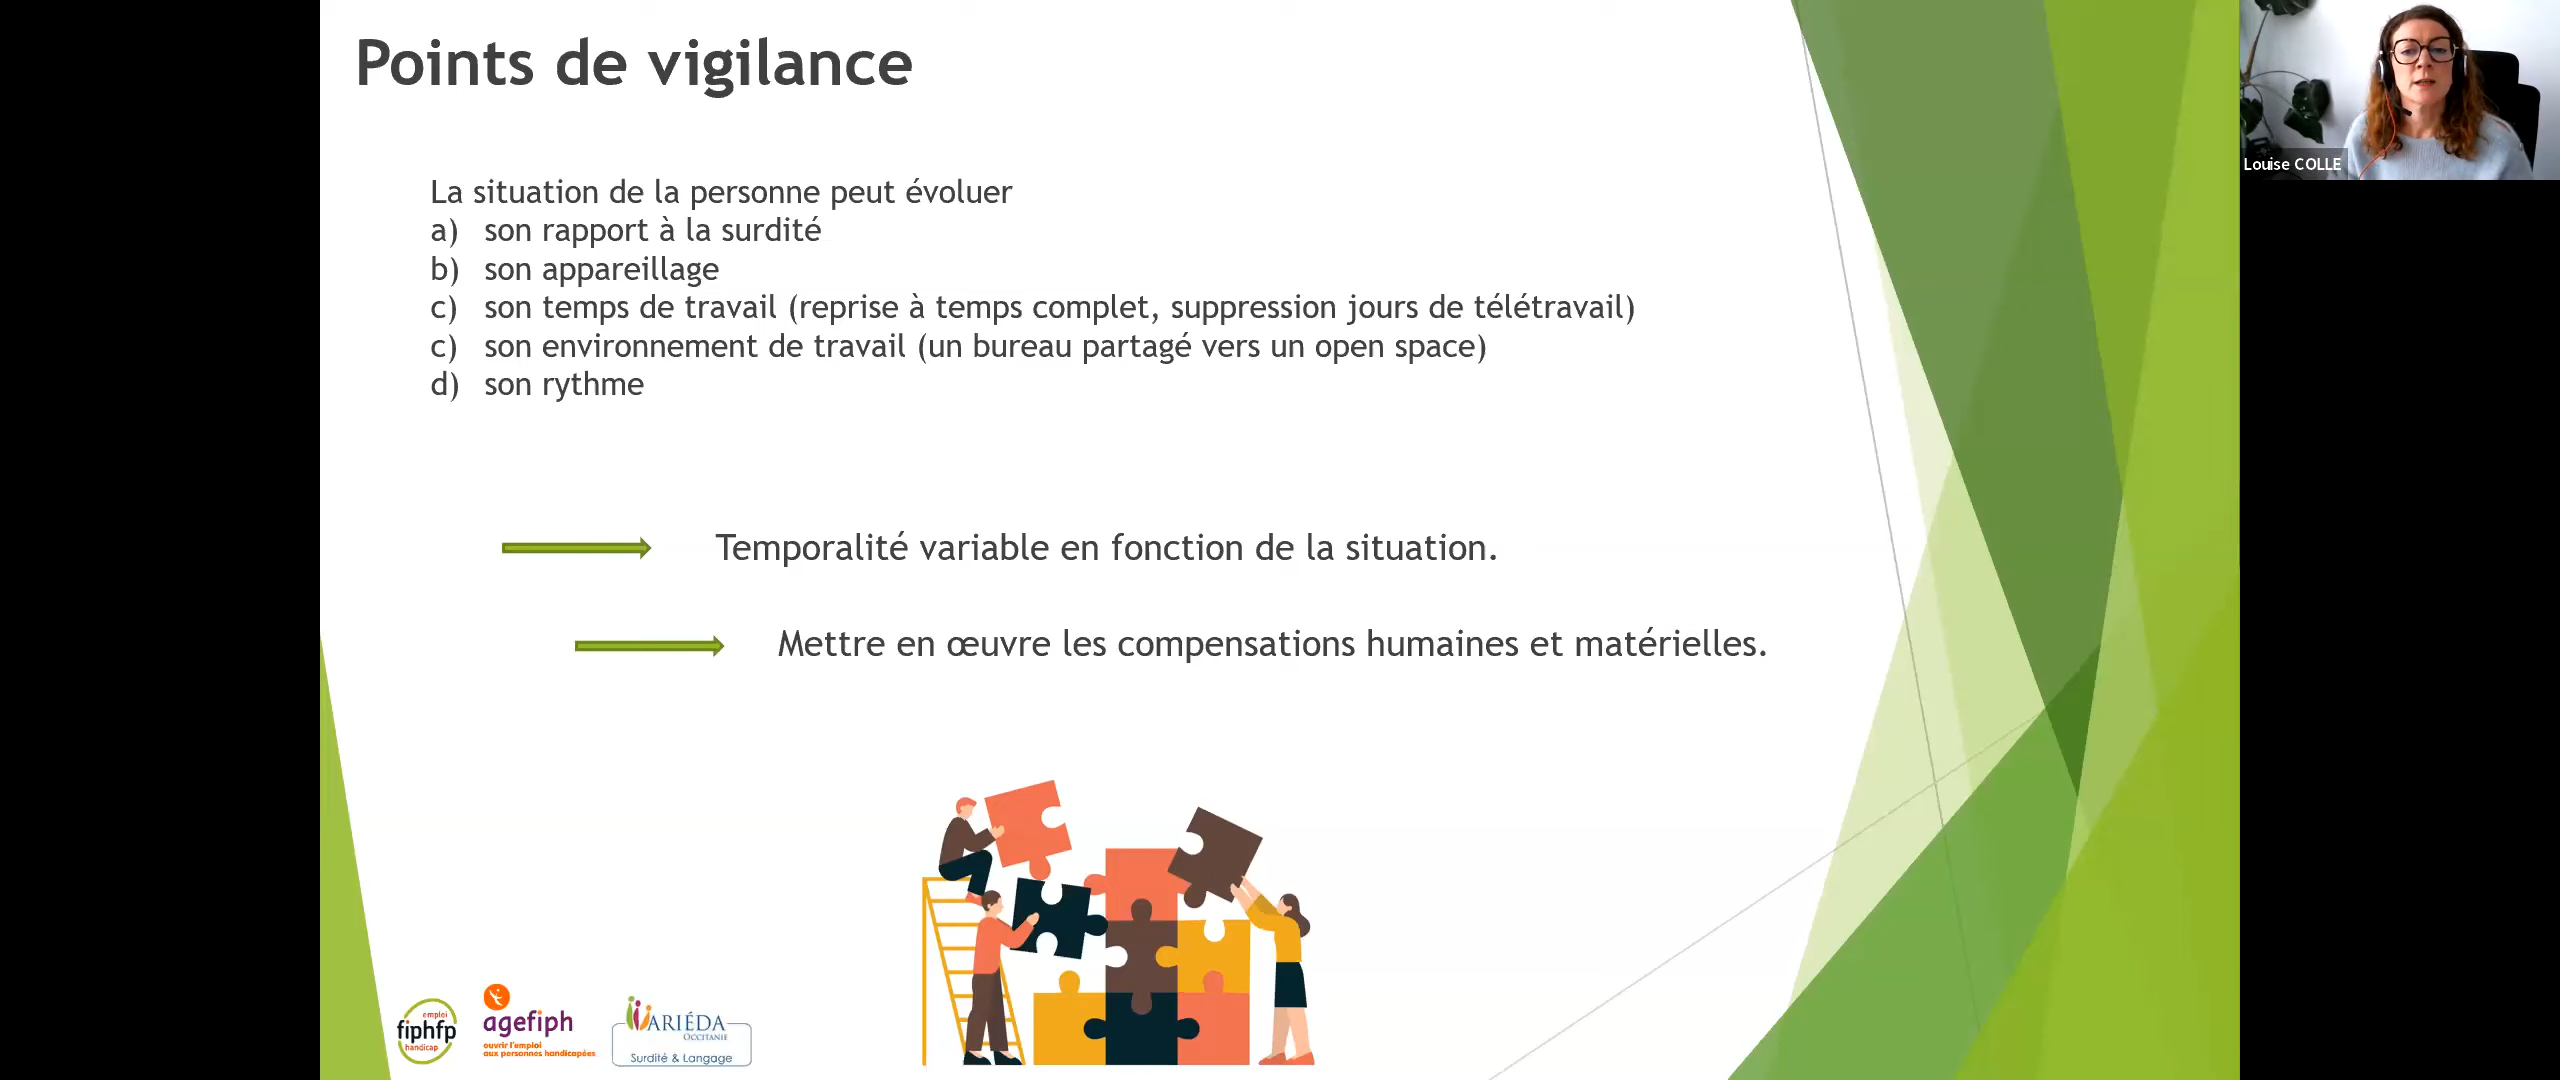 Points de vigilance
La situation de la personne peut évoluer
a) son rapport à la surdité
b) son appareillage
c) son temps de travail (reprise à temps complet, suppression jours de télétravail)
c) son environnement de travail (un bureau partagé vers un open space)
d) son rythme
Temporalité variable en fonction de la situation.
Mettre en œuvre les compensations humaines et matérielles.
emploi
fiphfp
handicap
agefiph
ouvrir l'emploi
aux personnes handicapées
ARIÉDA
OCCITANIE
Surdité & Langage
Louise COLLE